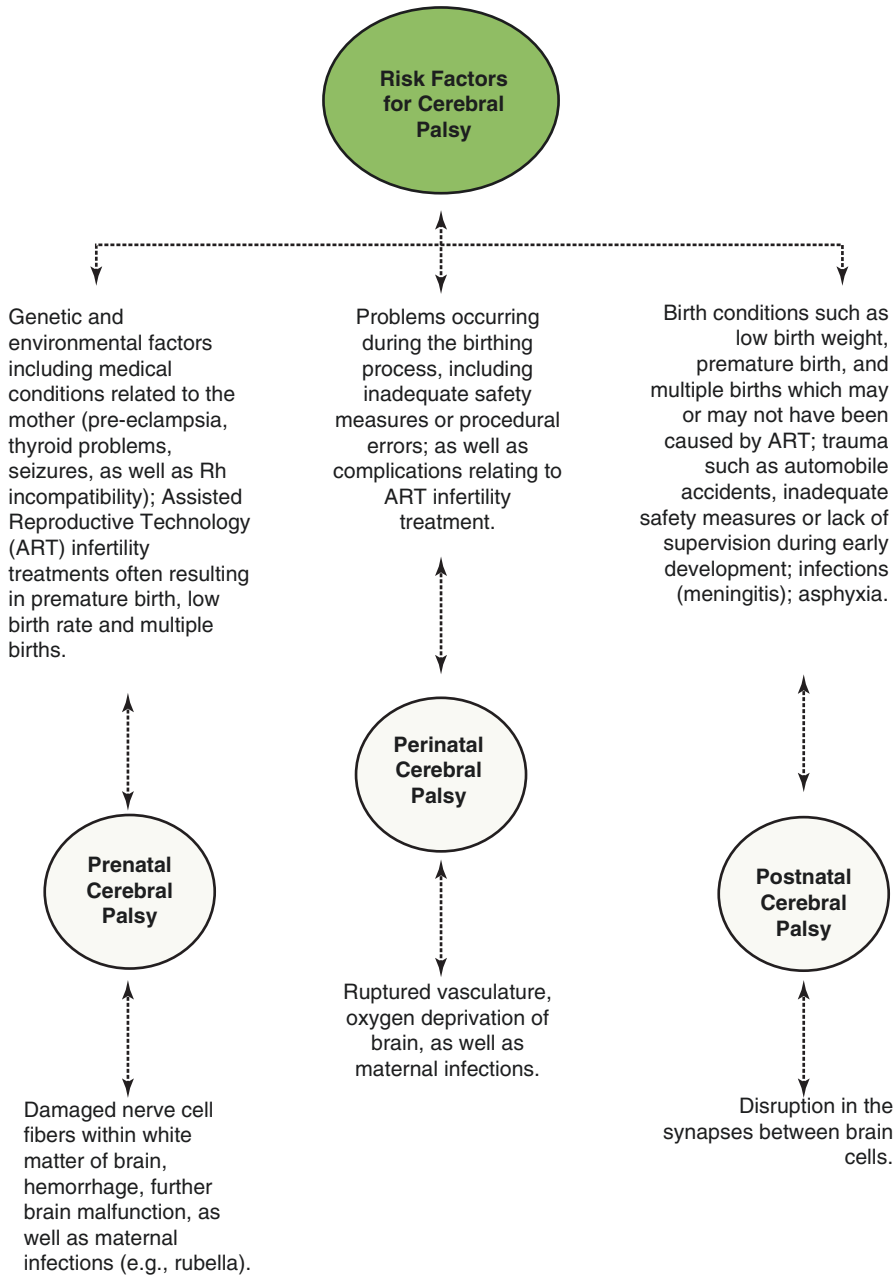 Risk Factors
for Cerebral
Palsy
Genetic and
environmental factors
including medical
conditions related to the
mother (pre-eclampsia,
thyroid problems,
seizures, as well as Rh
incompatibility); Assisted
Reproductive Technology
(ART) infertility
treatments often resulting
in premature birth, low
birth rate and multiple
births.
Prenatal
Cerebral
Palsy
Damaged nerve cell
fibers within white
matter of brain,
hemorrhage, further
brain malfunction, as
well as maternal
infections (e.g., rubella).
Problems occurring
during the birthing
process, including
inadequate safety
measures or procedural
errors; as well as
complications relating to
ART infertility
treatment.
Perinatal
Cerebral
Palsy
Ruptured vasculature,
oxygen deprivation of
brain, as well as
maternal infections.
Birth conditions such as
low birth weight,
premature birth, and
multiple births which may
or may not have been
caused by ART; trauma
such as automobile
accidents, inadequate
safety measures or lack of
supervision during early
development; infections
(meningitis); asphyxia.
Postnatal
Cerebral
Palsy
Disruption in the
synapses between brain
cells.